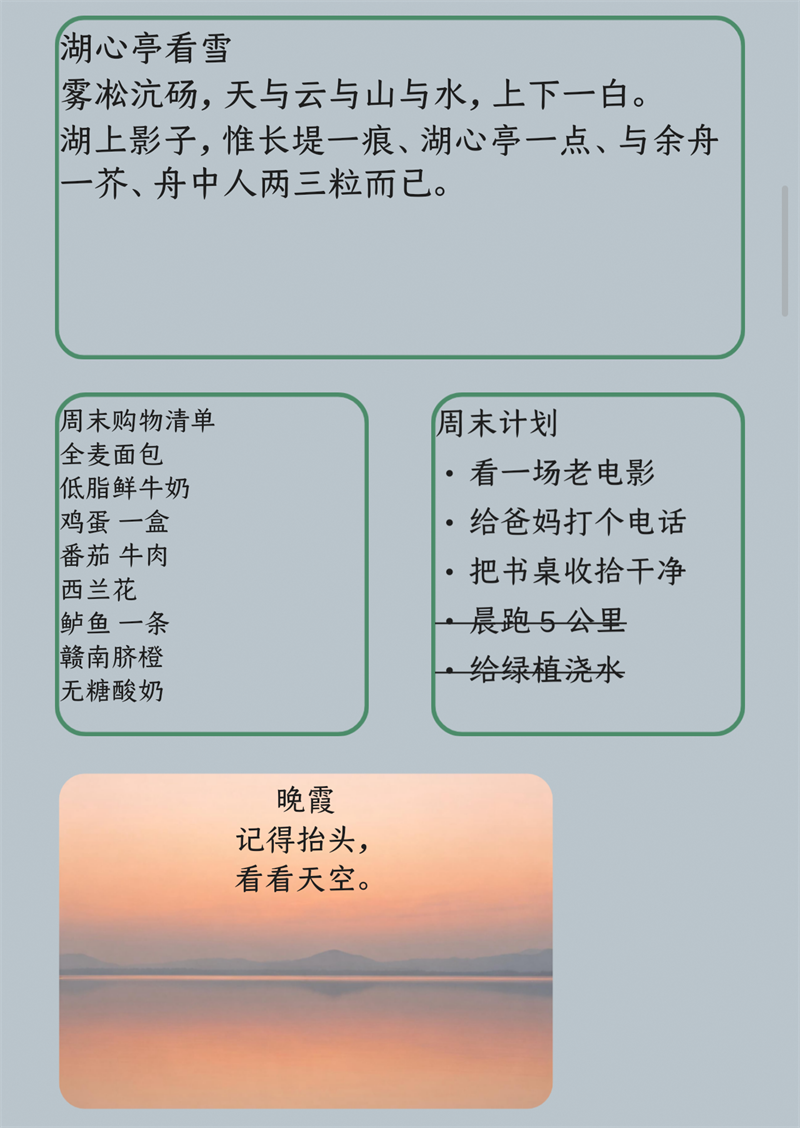 湖心亭看雪
雾凇沆砀，天与云与山与水，上下一白。
湖上影子，惟长堤一痕、湖心亭一点、与余舟
一芥、舟中人两三粒而已。
周末购物清单
全麦面包
低脂鲜牛奶
鸡蛋 一盒
番茄 牛肉
西兰花
鲈鱼 一条
赣南脐橙
无糖酸奶
周末计划
• 看一场老电影
• 给爸妈打个电话
• 把书桌收拾干净
• 晨跑 5 公里
• 给绿植浇水
晚霞
记得抬头，
看看天空。